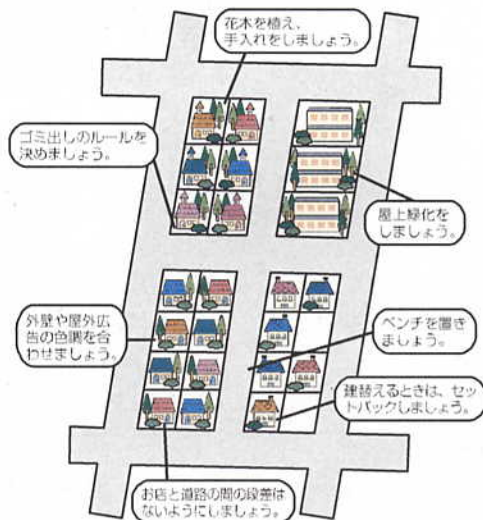 花木を植え、
手入れをしましょう。
ゴミ出しのルールを
決めましょう。
屋上緑化を
しましょう。
外壁や屋外広
告の色調を合
わせましょう。
ベンチを置き
ましょう。
建替えるときは、セッ
トバックしましょう。
お店と道路の間の段差は
ないようにしましょう。